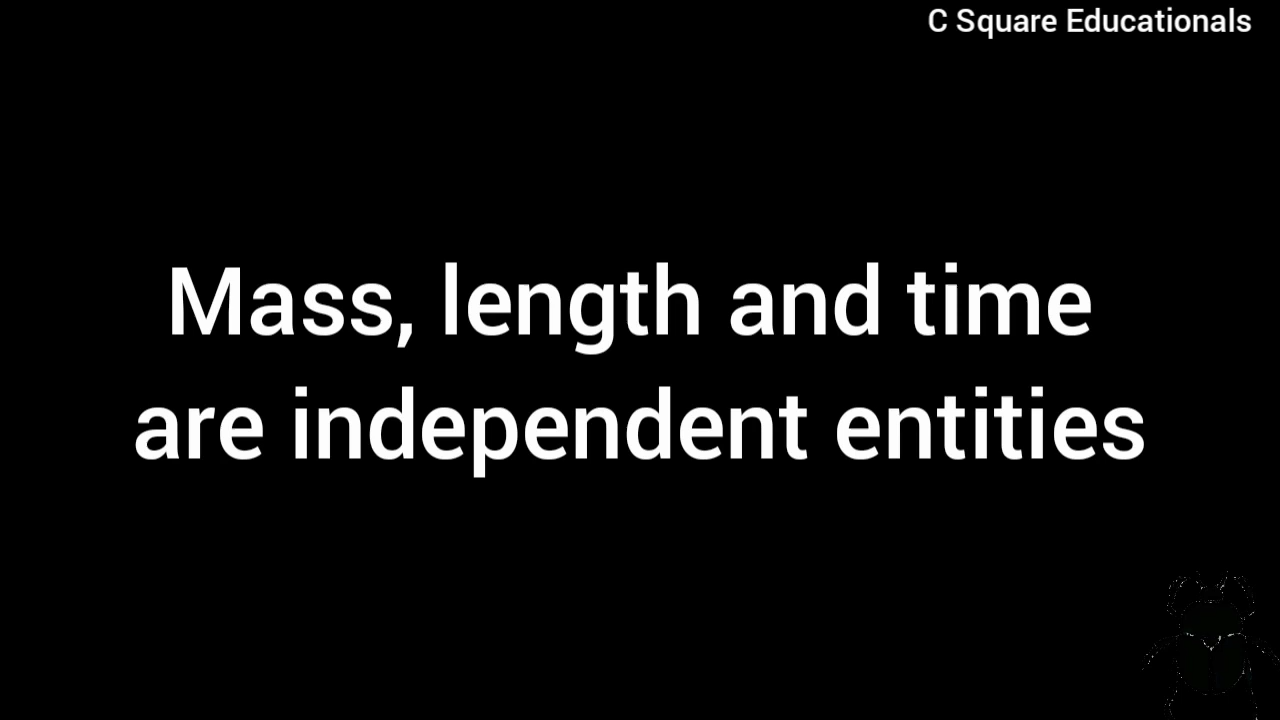 C Square Educationals
Mass, length and time
are independent entities